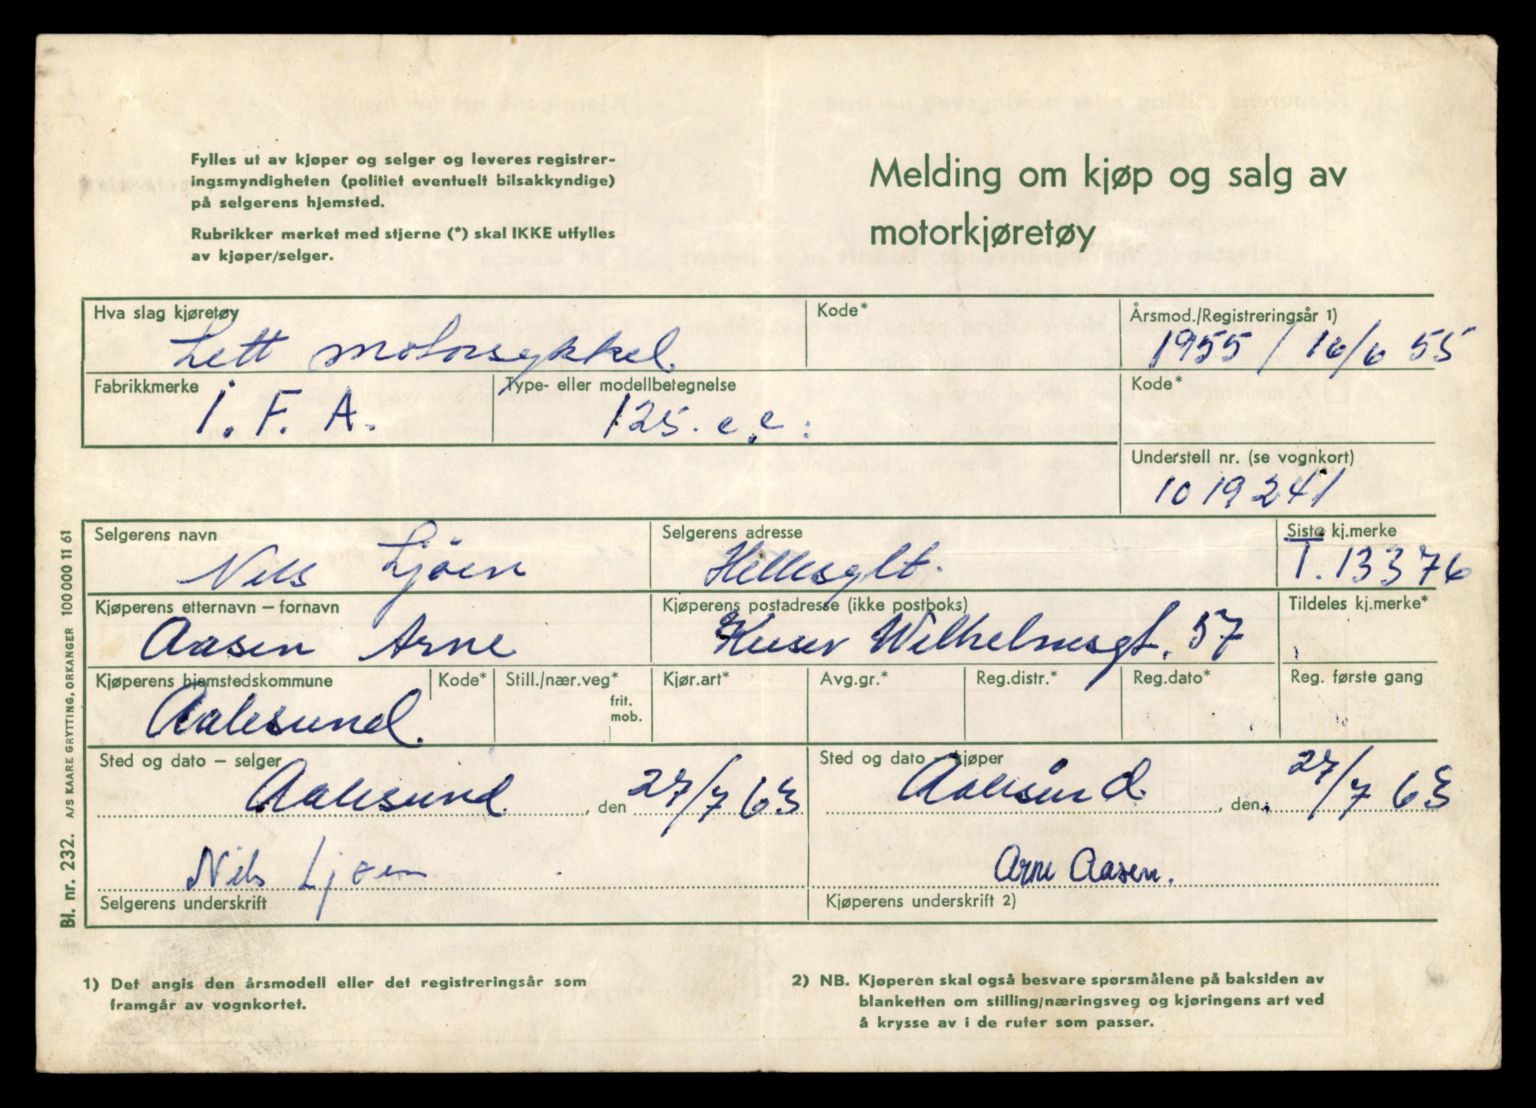 Fylles ut av kjøper og selger og leveres registrer-
ingsmyndigheten (politiet eventuelt bilsakkyndige)
på selgerens hjemsted.
Rubrikker merket med stjerne (*) skal IKKE utfylles
av kjøper/selger.
Melding om kjøp og salg av
motorkjøretøy
Hva slag kjøretøy
Kode*
Årsmod./Registreringsår 1)
Lett motorsykkel.
1955 / 16/6 55
Fabrikkmerke
Type- eller modellbetegnelse
Kode*
I. F. A.
125. c.c.:
Understell nr. (se vognkort)
1019241
Selgerens navn
Selgerens adresse
Siste kj.merke
Nils Ljöen
Hellesylt.
T. 13376
Kjøperens etternavn – fornavn
Kjøperens postadresse (ikke postboks)
Tildeles kj.merke*
Aasen Arne
Keiser Wilhelmsgt. 57
Kjøperens hjemstedskommune
Kode*
Still./nær.veg*
frit.
mob.
Kjør.art*
Avg.gr.*
Reg.distr.*
Reg.dato*
Reg. første gang
Aalesund.
Sted og dato – selger
Sted og dato kjøper
Aalesund , den 27/7 63
Aalesund , den 27/7 63
Nils Ljøen
Arne Aasen.
Selgerens underskrift
Kjøperens underskrift 2)
1) Det angis den årsmodell eller det registreringsår som
framgår av vognkortet.
2) NB. Kjøperen skal også besvare spørsmålene på baksiden av
blanketten om stilling/næringsveg og kjøringens art ved
å krysse av i de ruter som passer.
Bl. nr. 232. A/S KAARE GRYTTING, ORKANGER 100 000 11 61